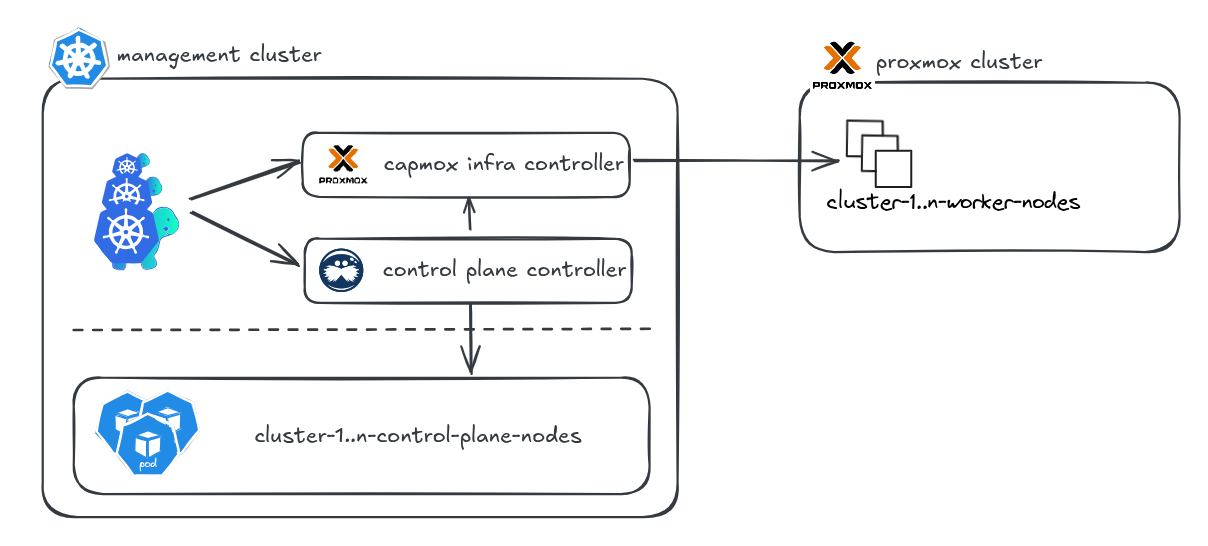 management cluster
PROXMOX
proxmox cluster
PROXMOX
capmox infra controller
cluster-1..n-worker-nodes
control plane controller
cluster-1..n-control-plane-nodes
pod